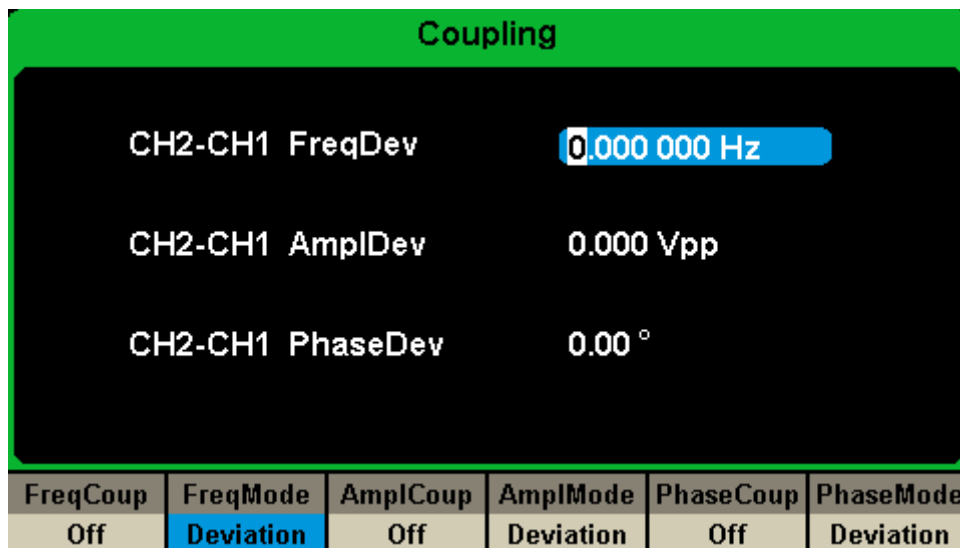 Coupling
CH2-CH1 FreqDev 0.000 000 Hz
CH2-CH1 AmplDev 0.000 Vpp
CH2-CH1 PhaseDev 0.00 °
FreqCoup FreqMode AmplCoup AmplMode PhaseCoup PhaseMode
Off Deviation Off Deviation Off Deviation